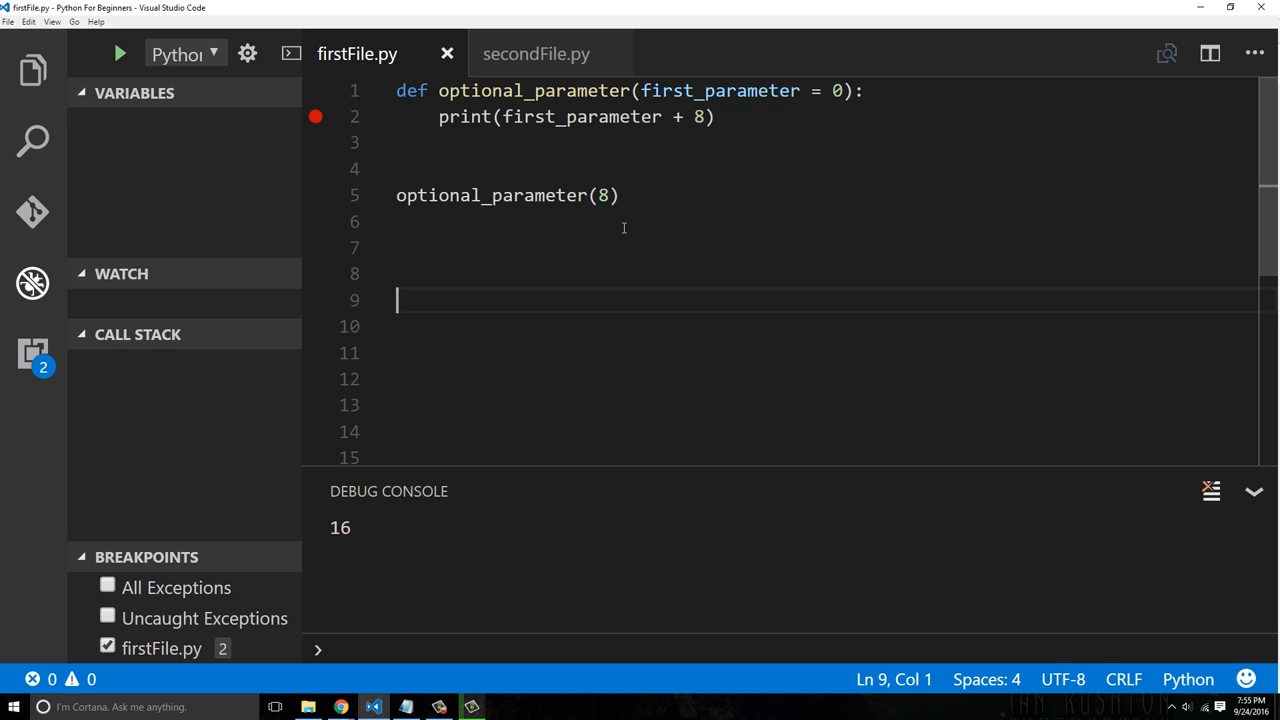 firstFile.py - Python For Beginners - Visual Studio Code
File Edit View Go Help
Pythor
firstFile.py
secondFile.py
VARIABLES
WATCH
CALL STACK
BREAKPOINTS
All Exceptions
Uncaught Exceptions
firstFile.py 2
2
1 def optional_parameter(first_parameter = 0):
2 print(first_parameter + 8)
3
4
5 optional_parameter(8)
6
7
8
9
10
11
12
13
14
15
DEBUG CONSOLE
16
0 0
Ln 9, Col 1 Spaces: 4 UTF-8 CRLF Python
I'm Cortana. Ask me anything.
7:55 PM
9/24/2016